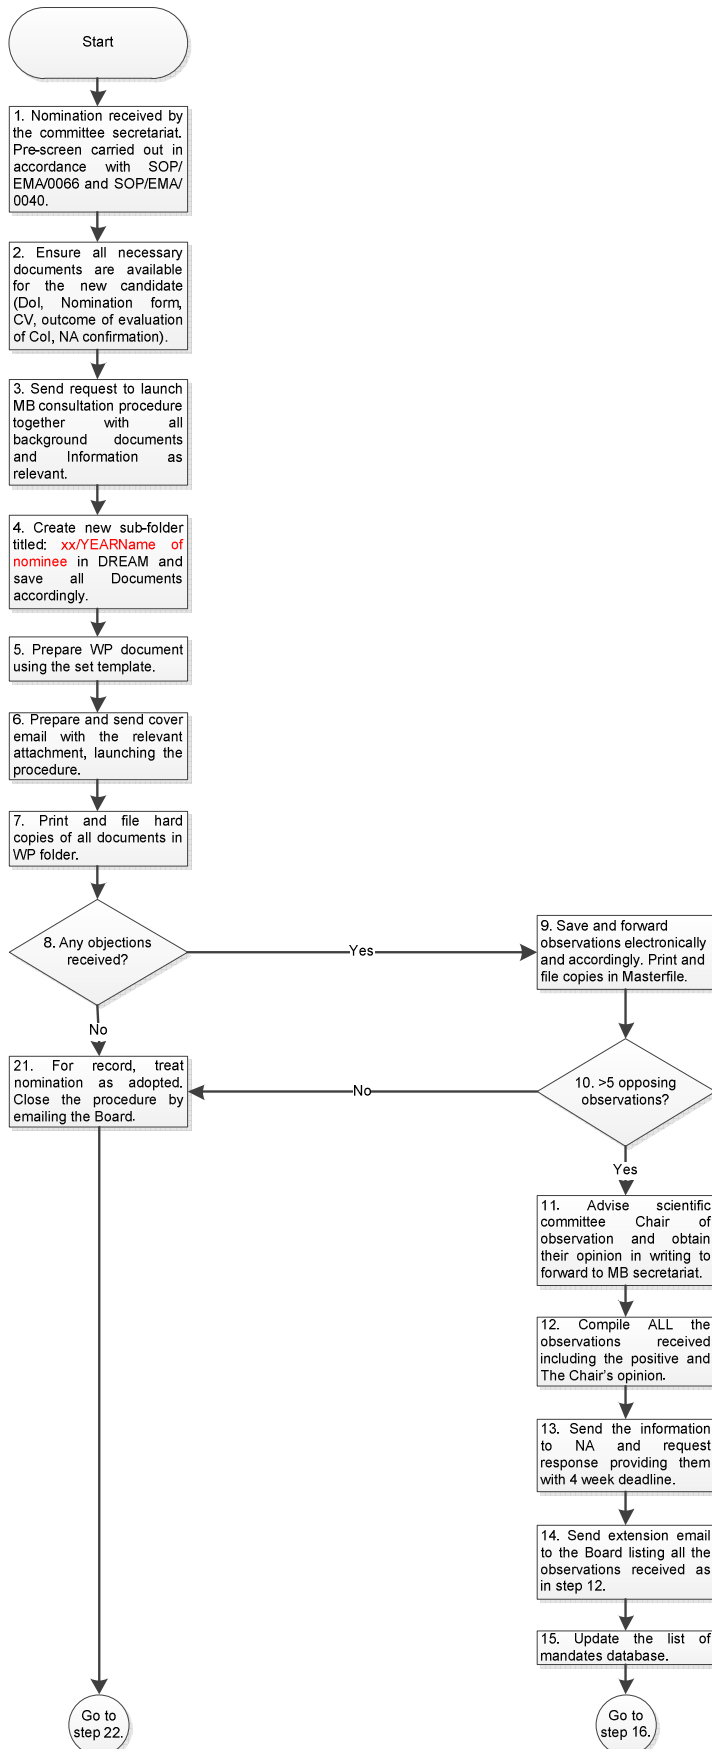 Start
1. Nomination received by
the committee secretariat.
Pre-screen carried out in
accordance with SOP/
EMA/0066 and SOP/EMA/
0040.
2. Ensure all necessary
documents are available
for the new candidate
(DoI, Nomination form,
CV, outcome of evaluation
of CoI, NA confirmation).
3. Send request to launch
MB consultation procedure
together with all
background documents
and Information as
relevant.
4. Create new sub-folder
titled: xx/YEARName of
nominee in DREAM and
save all Documents
accordingly.
5. Prepare WP document
using the set template.
6. Prepare and send cover
email with the relevant
attachment, launching the
procedure.
7. Print and file hard
copies of all documents in
WP folder.
8. Any objections
received?
Yes
9. Save and forward
observations electronically
and accordingly. Print and
file copies in Masterfile.
No
21. For record, treat
nomination as adopted.
Close the procedure by
emailing the Board.
No
10. >5 opposing
observations?
Yes
11. Advise scientific
committee Chair of
observation and obtain
their opinion in writing to
forward to MB secretariat.
12. Compile ALL the
observations received
including the positive and
The Chair's opinion.
13. Send the information
to NA and request
response providing them
with 4 week deadline.
14. Send extension email
to the Board listing all the
observations received as
in step 12.
15. Update the list of
mandates database.
Go to
step 22.
Go to
step 16.